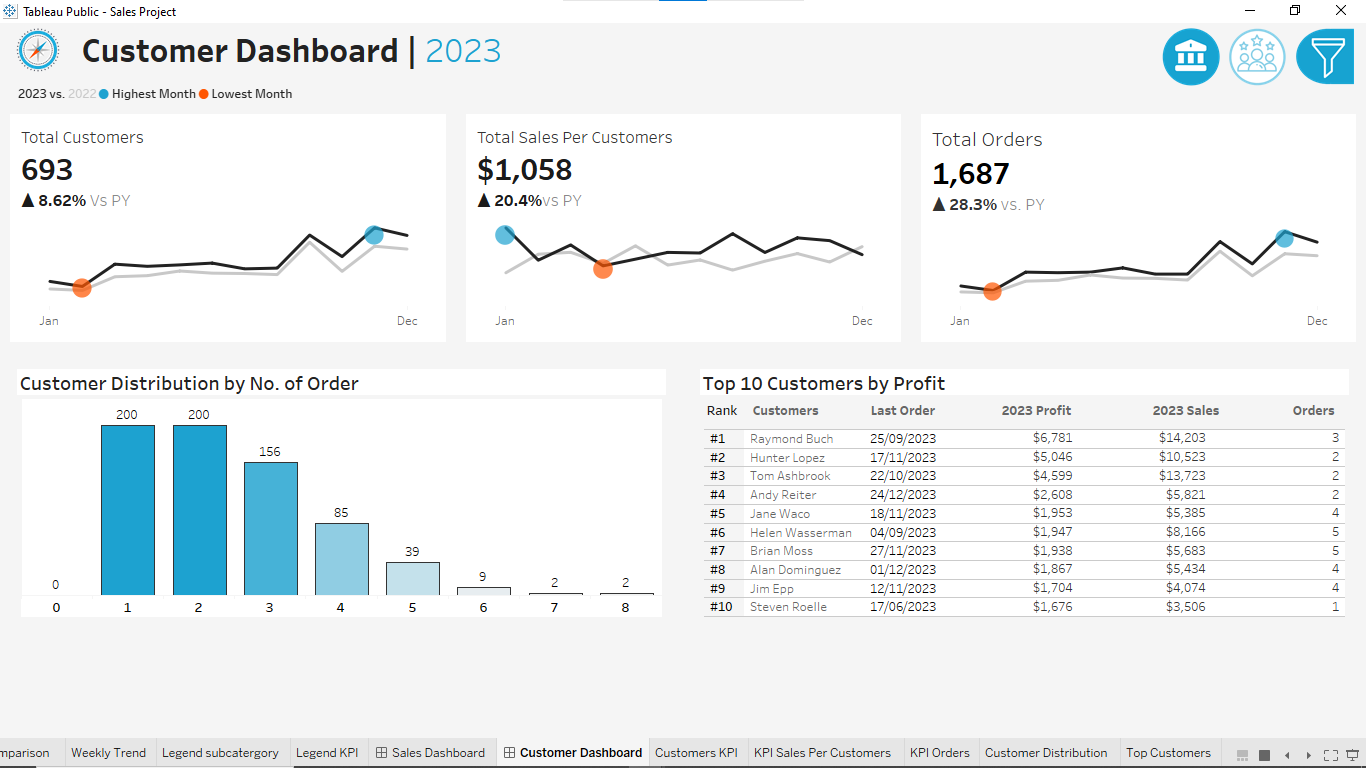 Tableau Public - Sales Project
Customer Dashboard | 2023
2023 vs. 2022 Highest Month Lowest Month
Total Customers
693
▲ 8.62% Vs PY
Jan Dec
Total Sales Per Customers
$1,058
▲ 20.4%vs PY
Jan Dec
Total Orders
1,687
▲ 28.3% vs. PY
Jan Dec
Customer Distribution by No. of Order
0 200 200 156 85 39 9 2 2
0 1 2 3 4 5 6 7 8
Top 10 Customers by Profit
Rank Customers Last Order 2023 Profit 2023 Sales Orders
#1 Raymond Buch 25/09/2023 $6,781 $14,203 3
#2 Hunter Lopez 17/11/2023 $5,046 $10,523 2
#3 Tom Ashbrook 22/10/2023 $4,599 $13,723 2
#4 Andy Reiter 24/12/2023 $2,608 $5,821 2
#5 Jane Waco 18/11/2023 $1,953 $5,385 4
#6 Helen Wasserman 04/09/2023 $1,947 $8,166 5
#7 Brian Moss 27/11/2023 $1,938 $5,683 5
#8 Alan Dominguez 01/12/2023 $1,867 $5,434 4
#9 Jim Epp 12/11/2023 $1,704 $4,074 4
#10 Steven Roelle 17/06/2023 $1,676 $3,506 1
mparison Weekly Trend Legend subcatergory Legend KPI Sales Dashboard Customer Dashboard Customers KPI KPI Sales Per Customers KPI Orders Customer Distribution Top Customers